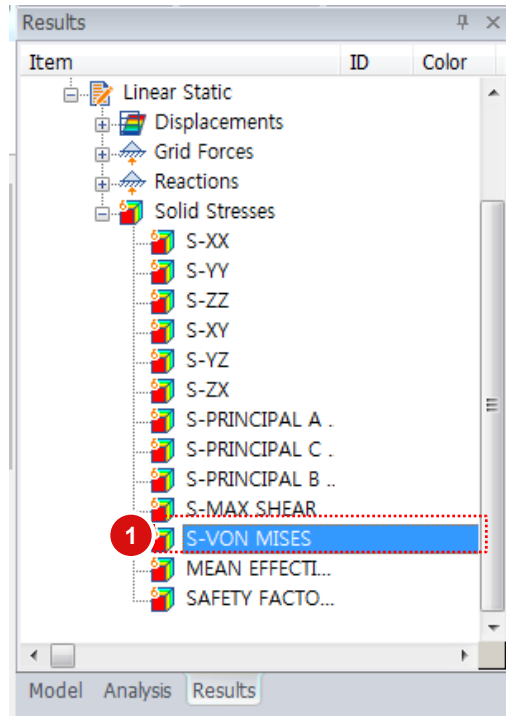 Results
Item ID Color
Linear Static
Displacements
Grid Forces
Reactions
Solid Stresses
S-XX
S-YY
S-ZZ
S-XY
S-YZ
S-ZX
S-PRINCIPAL A .
S-PRINCIPAL C .
S-PRINCIPAL B ..
S-MAX SHEAR
1 S-VON MISES
MEAN EFFECTI...
SAFETY FACTO...
Model Analysis Results